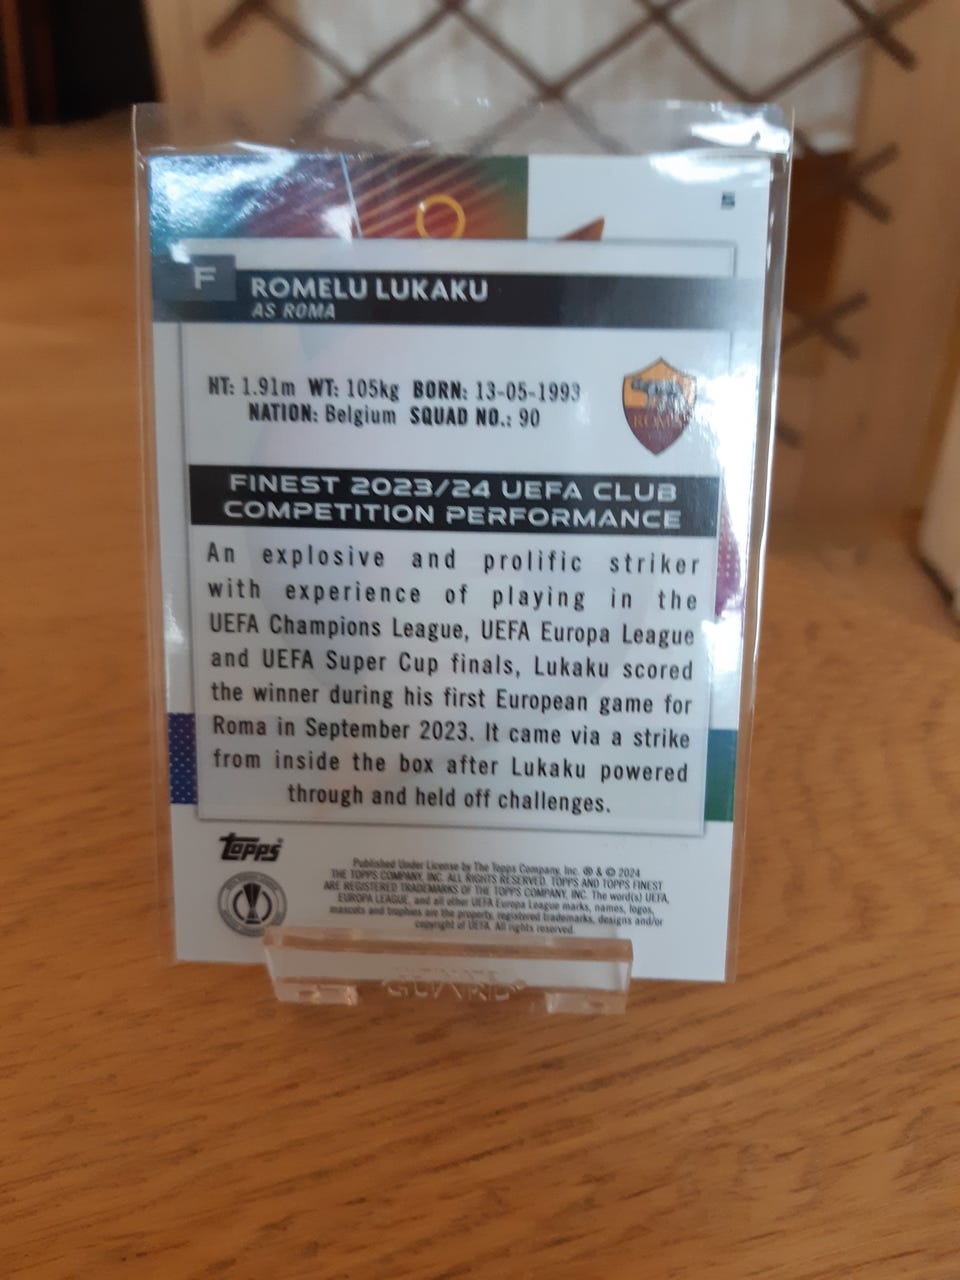 5
F
ROMELU LUKAKU
AS ROMA
HT: 1.91m WT: 105kg BORN: 13-05-1993
NATION: Belgium SQUAD NO.: 90
ROMA
FINEST 2023/24 UEFA CLUB
COMPETITION PERFORMANCE
An explosive and prolific striker
with experience of playing in the
UEFA Champions League, UEFA Europa League
and UEFA Super Cup finals, Lukaku scored
the winner during his first European game for
Roma in September 2023. It came via a strike
from inside the box after Lukaku powered
through and held off challenges.
Topps
Published Under License by The Topps Company, Inc. ® & © 2024
THE TOPPS COMPANY, INC. ALL RIGHTS RESERVED. TOPPS AND TOPPS FINEST
ARE REGISTERED TRADEMARKS OF THE TOPPS COMPANY, INC. The word(s) UEFA,
EUROPA LEAGUE, and all other UEFA Europa League marks, names, logos,
mascots and trophies are the property, registered trademarks, designs and/or
copyright of UEFA. All rights reserved.